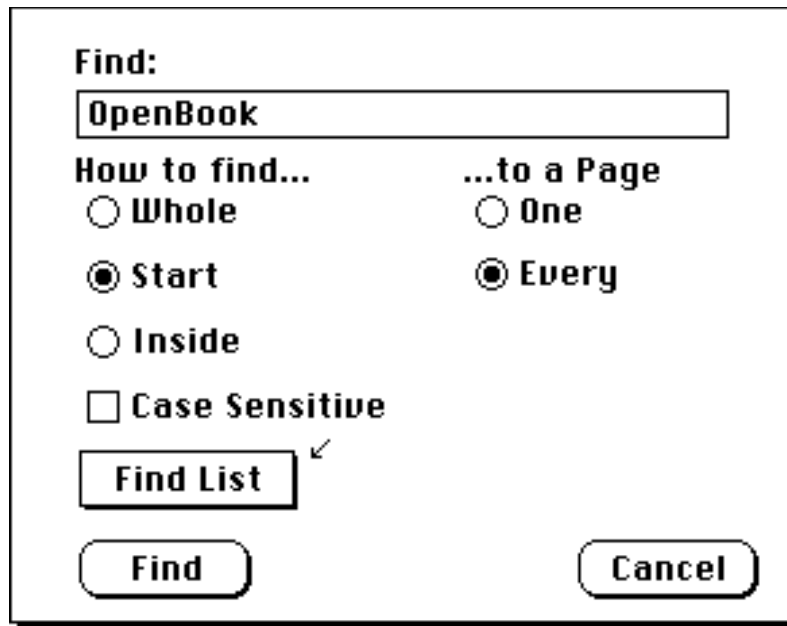 Find:
OpenBook
How to find... ...to a Page
Whole One
Start Every
Inside
Case Sensitive
Find List
Find Cancel